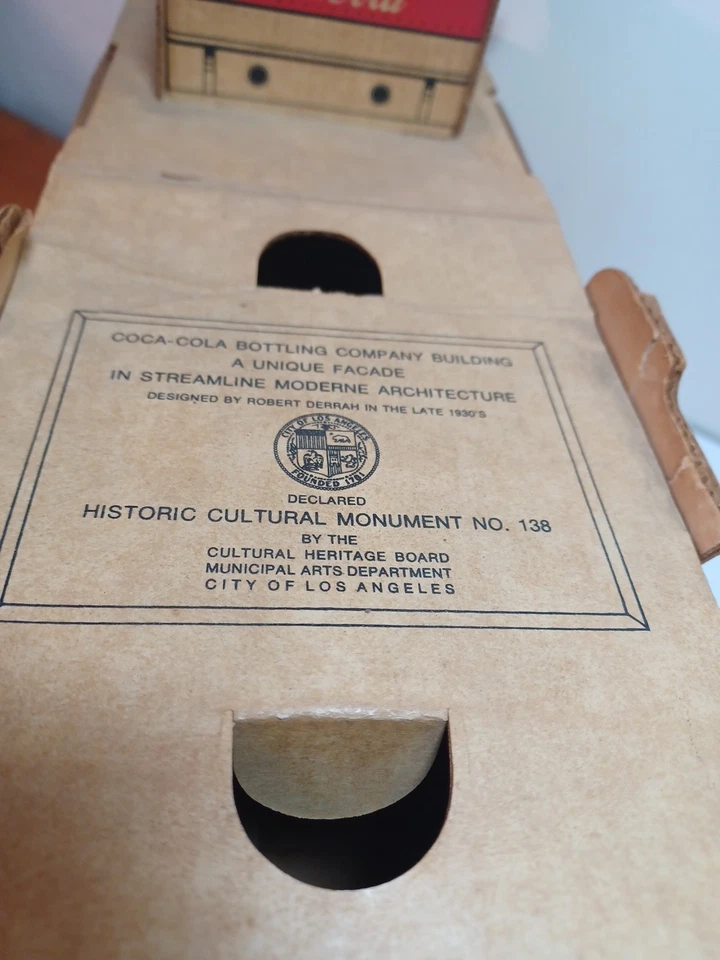 Cola
COCA-COLA BOTTLING COMPANY BUILDING
A UNIQUE FACADE
IN STREAMLINE MODERNE ARCHITECTURE
DESIGNED BY ROBERT DERRAH IN THE LATE 1930'S
CITY OF LOS ANGELES
FOUNDED 1781
DECLARED
HISTORIC CULTURAL MONUMENT NO. 138
BY THE
CULTURAL HERITAGE BOARD
MUNICIPAL ARTS DEPARTMENT
CITY OF LOS ANGELES